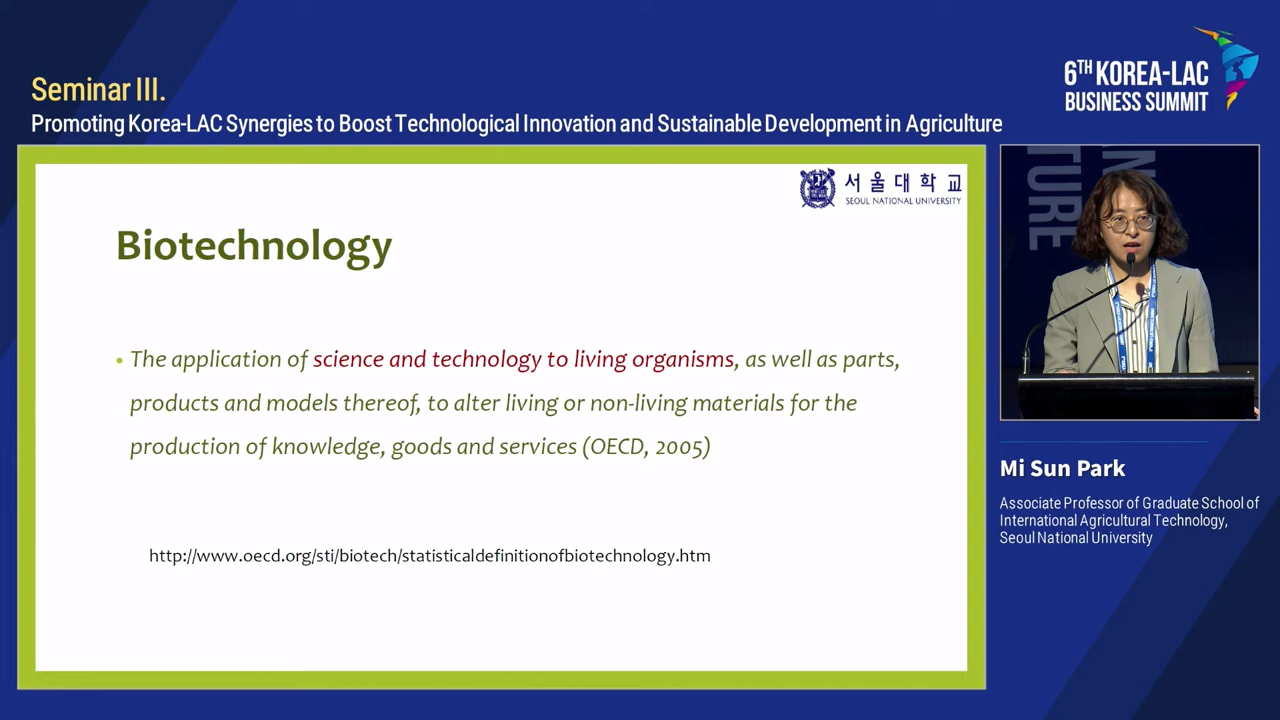 Seminar III.
Promoting Korea-LAC Synergies to Boost Technological Innovation and Sustainable Development in Agriculture
6TH KOREA-LAC
BUSINESS SUMMIT
서울대학교
SEOUL NATIONAL UNIVERSITY
Biotechnology
• The application of science and technology to living organisms, as well as parts,
products and models thereof, to alter living or non-living materials for the
production of knowledge, goods and services (OECD, 2005)
http://www.oecd.org/sti/biotech/statisticaldefinitionofbiotechnology.htm
TURE
Mi Sun Park
Associate Professor of Graduate School of
International Agricultural Technology,
Seoul National University